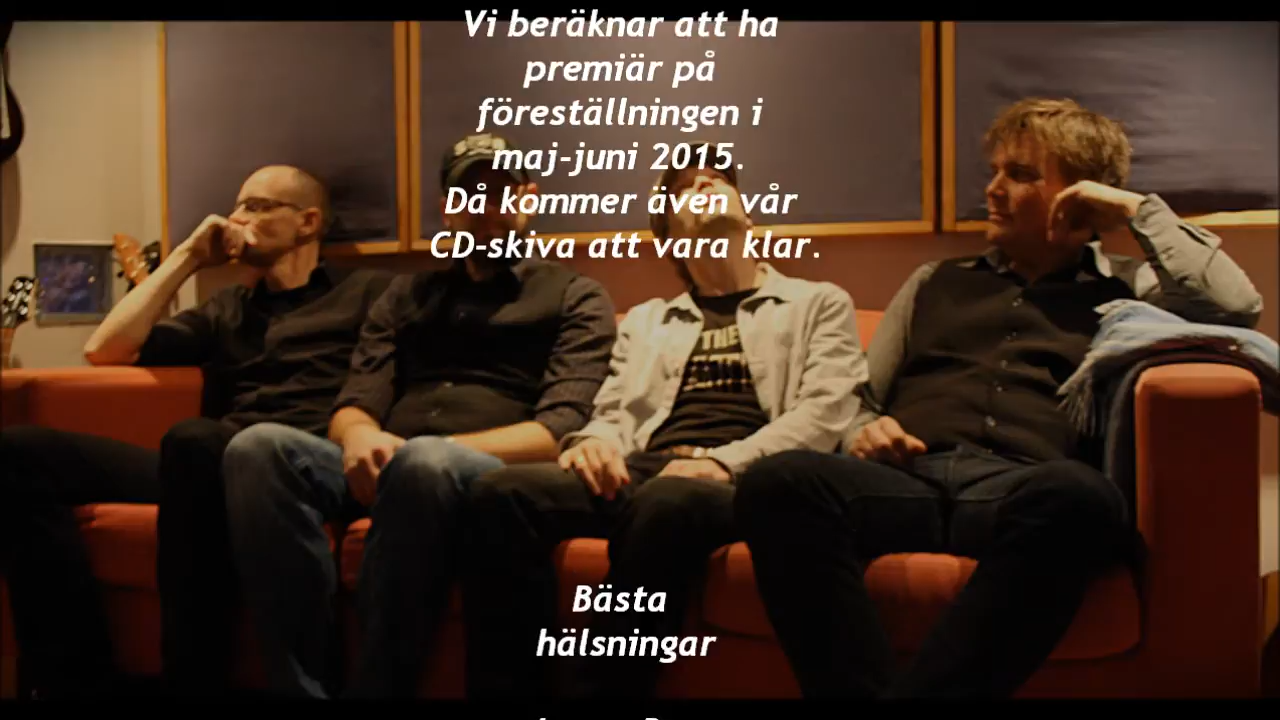 Vi beräknar att ha
premiär på
föreställningen i
maj-juni 2015.
Då kommer även vår
CD-skiva att vara klar.
THE
Bästa
hälsningar